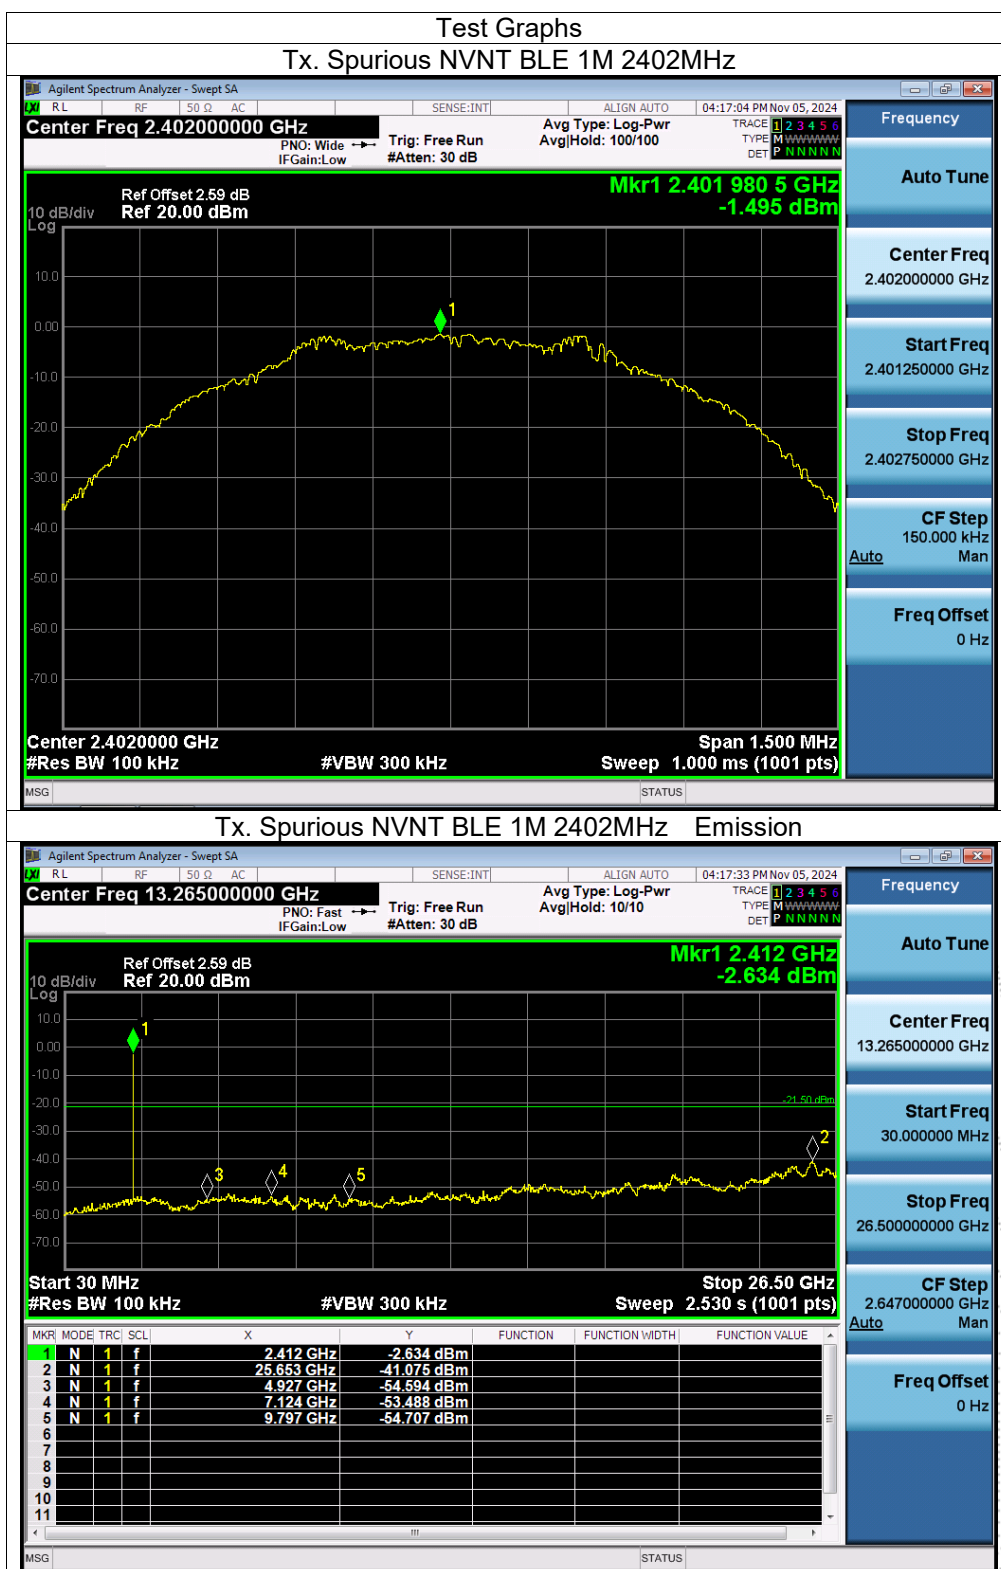 Test Graphs
Tx. Spurious NVNT BLE 1M 2402MHz
Agilent Spectrum Analyzer - Swept SA
LXI RL RF 50 Ω AC SENSE:INT ALIGN AUTO 04:17:04 PM Nov 05, 2024
Center Freq 2.402000000 GHz Avg Type: Log-Pwr TRACE 1 2 3 4 5 6
PNO: Wide Trig: Free Run Avg|Hold: 100/100 TYPE M WWWWW
IFGain:Low #Atten: 30 dB DET P N N N N N
Mkr1 2.401 980 5 GHz
-1.495 dBm
Ref Offset 2.59 dB
10 dB/div Ref 20.00 dBm
Log
1
10.0
0.00
-10.0
-20.0
-30.0
-40.0
-50.0
-60.0
-70.0
Center 2.4020000 GHz Span 1.500 MHz
#Res BW 100 kHz #VBW 300 kHz Sweep 1.000 ms (1001 pts)
MSG STATUS
Frequency
Auto Tune
Center Freq
2.402000000 GHz
Start Freq
2.401250000 GHz
Stop Freq
2.402750000 GHz
CF Step
150.000 kHz
Auto Man
Freq Offset
0 Hz
Tx. Spurious NVNT BLE 1M 2402MHz Emission
Agilent Spectrum Analyzer - Swept SA
LXI RL RF 50 Ω AC SENSE:INT ALIGN AUTO 04:17:33 PM Nov 05, 2024
Center Freq 13.265000000 GHz Avg Type: Log-Pwr TRACE 1 2 3 4 5 6
PNO: Fast Trig: Free Run Avg|Hold: 10/10 TYPE M WWWWW
IFGain:Low #Atten: 30 dB DET P N N N N N
Mkr1 2.412 GHz
-2.634 dBm
Ref Offset 2.59 dB
10 dB/div Ref 20.00 dBm
Log
10.0
0.00
-10.0
-20.0
-30.0
-40.0
-50.0
-60.0
-70.0
-21.50 dBm
1
2
3
4
5
Start 30 MHz Stop 26.50 GHz
#Res BW 100 kHz #VBW 300 kHz Sweep 2.530 s (1001 pts)
MKR MODE TRC SCL X Y FUNCTION FUNCTION WIDTH FUNCTION VALUE
1 N 1 f 2.412 GHz -2.634 dBm
2 N 1 f 25.653 GHz -41.075 dBm
3 N 1 f 4.927 GHz -54.594 dBm
4 N 1 f 7.124 GHz -53.488 dBm
5 N 1 f 9.797 GHz -54.707 dBm
6
7
8
9
10
11
MSG STATUS
Frequency
Auto Tune
Center Freq
13.265000000 GHz
Start Freq
30.000000 MHz
Stop Freq
26.500000000 GHz
CF Step
2.647000000 GHz
Auto Man
Freq Offset
0 Hz